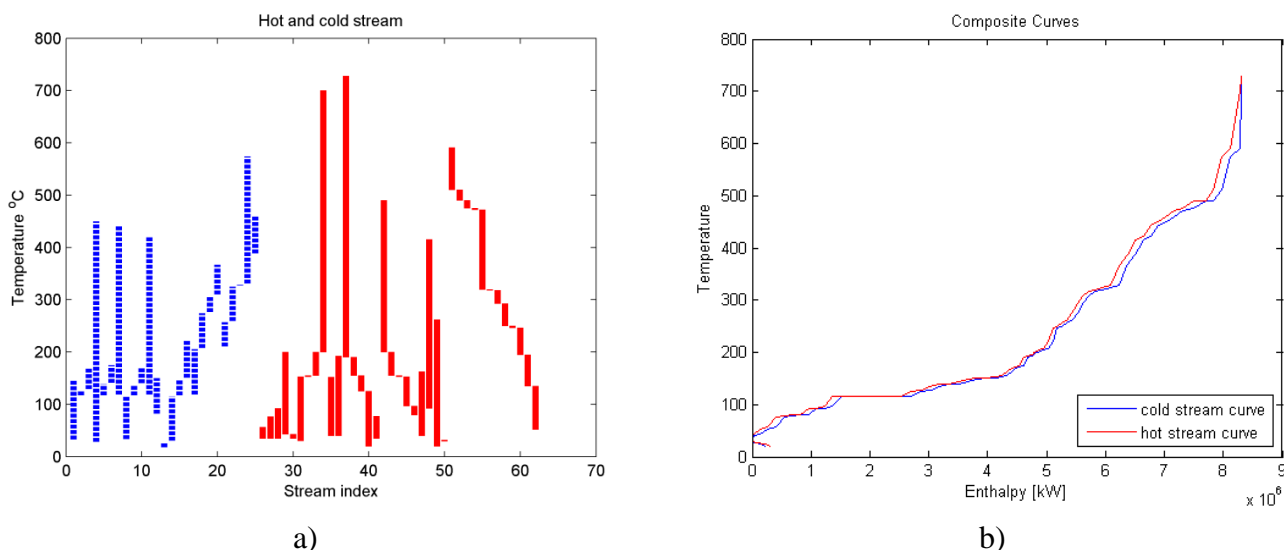 Hot and cold stream
800
700
600
500
400
300
200
100
0
Temperature °C
0 10 20 30 40 50 60 70
Stream index
a)
Composite Curves
800
700
600
500
400
300
200
100
0
Temperature
0 1 2 3 4 5 6 7 8 9
Enthalpy [kW]
x 10⁶
cold stream curve
hot stream curve
b)